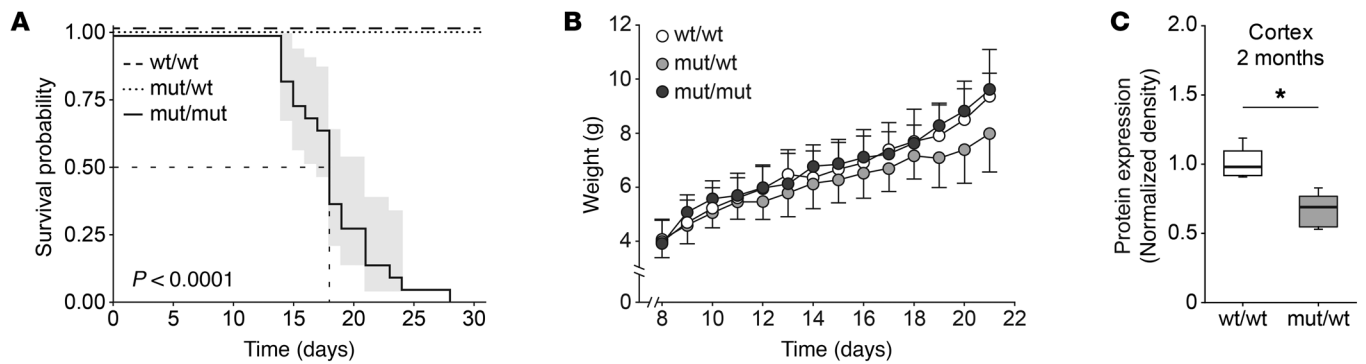 A
1.00
0.75
0.50
0.25
0.00
Survival probability
wt/wt
mut/wt
mut/mut
P < 0.0001
0 5 10 15 20 25 30
Time (days)
B
12
10
8
6
4
0
Weight (g)
wt/wt
mut/wt
mut/mut
8 10 12 14 16 18 20 22
Time (days)
C
2.0
1.5
1.0
0.5
0
Protein expression
(Normalized density)
Cortex
2 months
*
wt/wt mut/wt